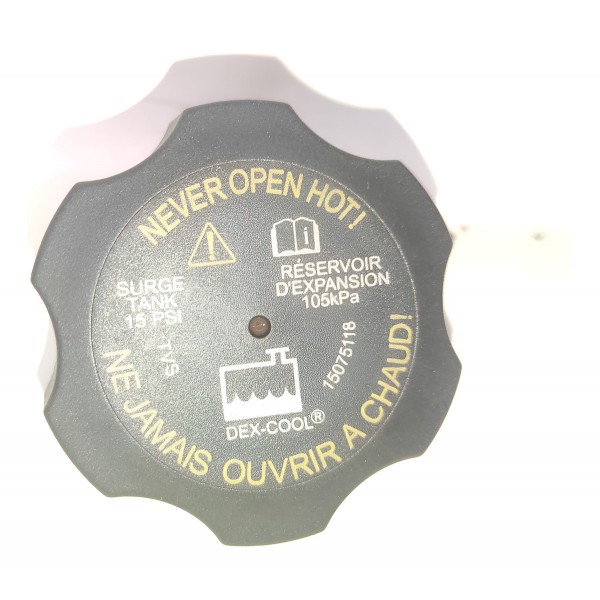 NEVER OPEN HOT!
SURGE
TANK
15 PSI
TVS
RÉSERVOIR
D'EXPANSION
105kPa
15075118
DEX-COOL®
NE JAMAIS OUVRIR A CHAUD!